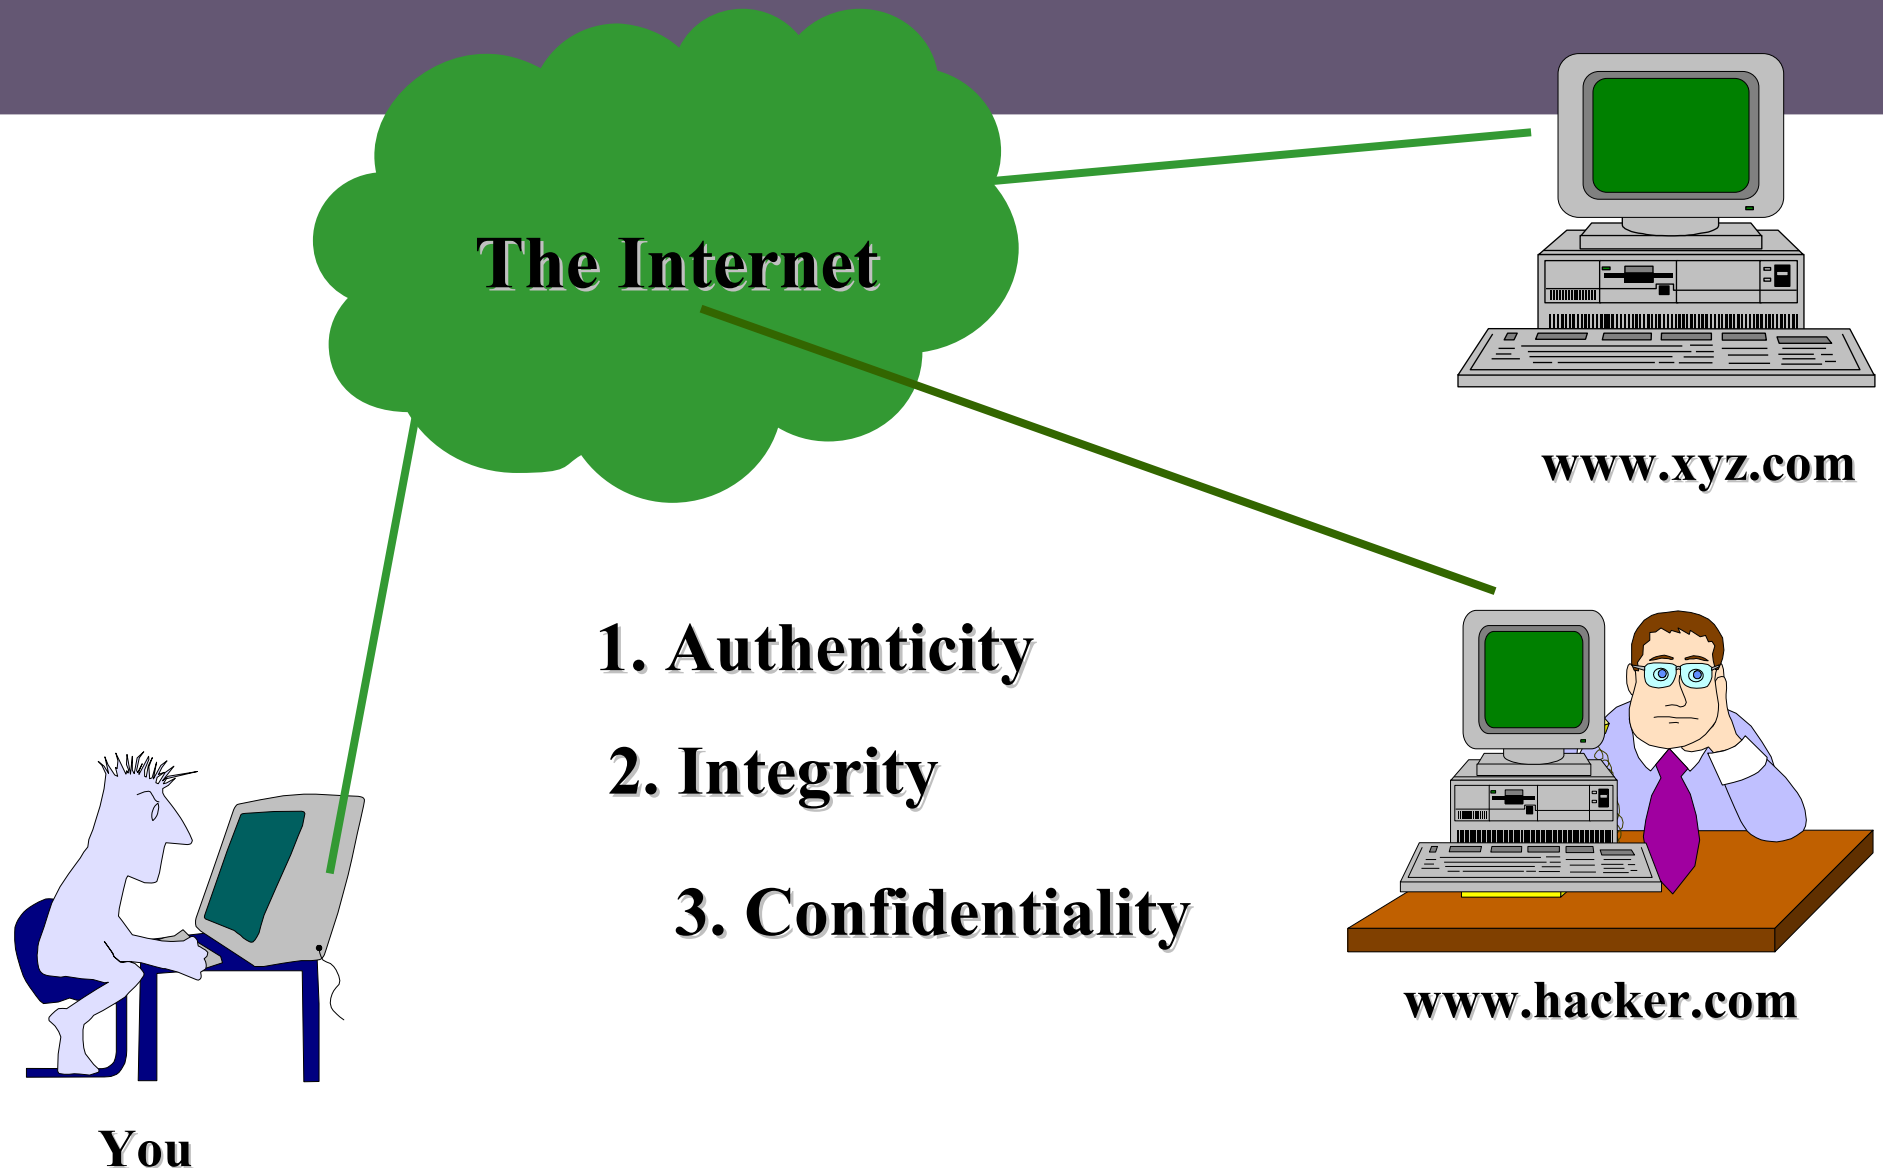 The Internet
www.xyz.com
1. Authenticity
2. Integrity
3. Confidentiality
www.hacker.com
You